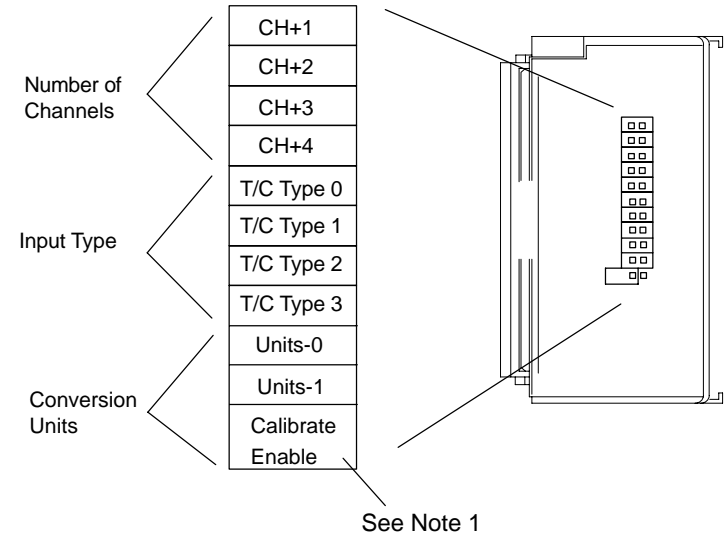 CH+1
CH+2
CH+3
CH+4
T/C Type 0
T/C Type 1
T/C Type 2
T/C Type 3
Units-0
Units-1
Calibrate
Enable
Number of
Channels
Input Type
Conversion
Units
See Note 1